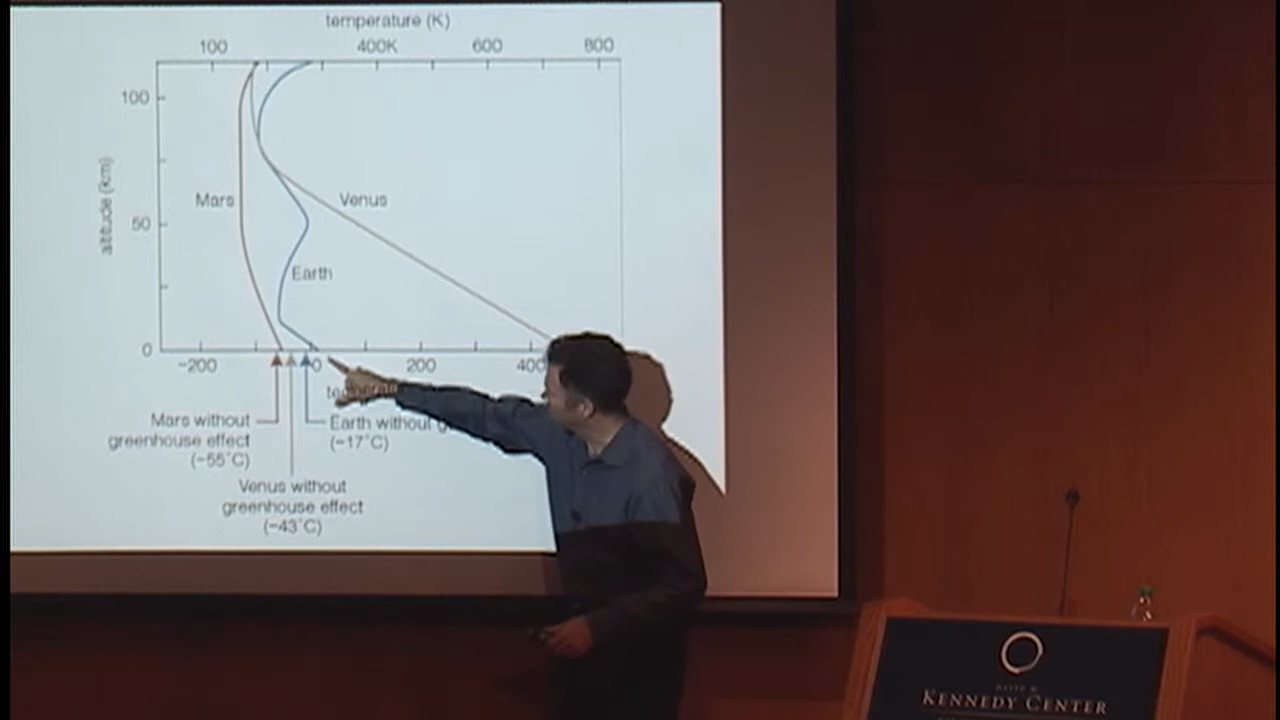 temperature (K)
100 400K 600 800
100
altitude (km)
Mars Venus
50
Earth
0
-200 0 200 400
Mars without
greenhouse effect
(-55°C)
Earth without
(-17°C)
Venus without
greenhouse effect
(-43°C)
KENNEDY CENTER